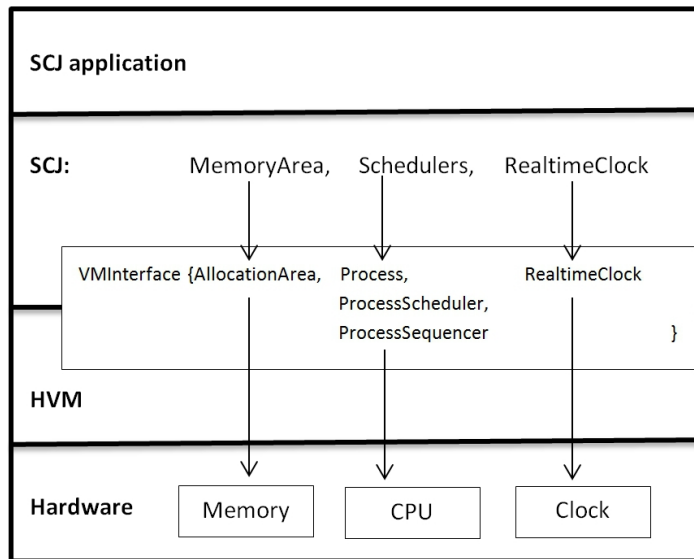 SCJ application
SCJ: MemoryArea, Schedulers, RealtimeClock
VMInterface {AllocationArea, Process, RealtimeClock
ProcessScheduler,
ProcessSequencer }
HVM
Hardware Memory CPU Clock